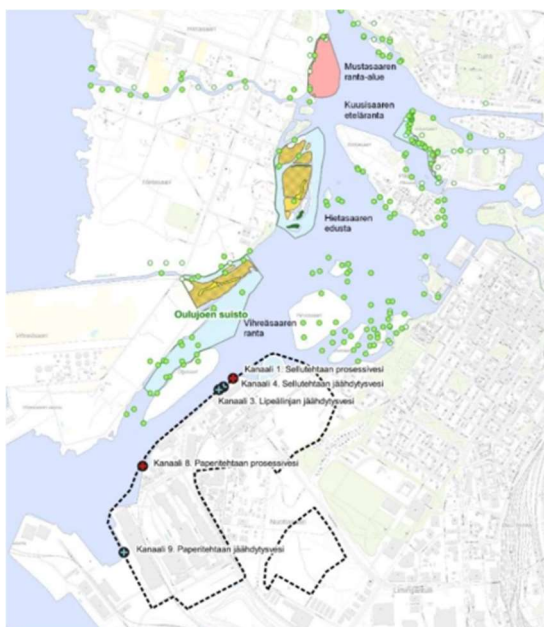 Mustasaaren
ranta-alue
Tuira
Kuusisaaren
eteläranta
Hietasaaren
edusta
Oulujoen suisto
Vihreäsaaren
ranta
Kanaali 1. Sellutehtaan prosessivesi
Kanaali 4. Sellutehtaan jäähdytysvesi
Kanaali 3. Lipeälinjan jäähdytysvesi
Kanaali 8. Paperitehtaan prosessivesi
Kanaali 9. Paperitehtaan jäähdytysvesi